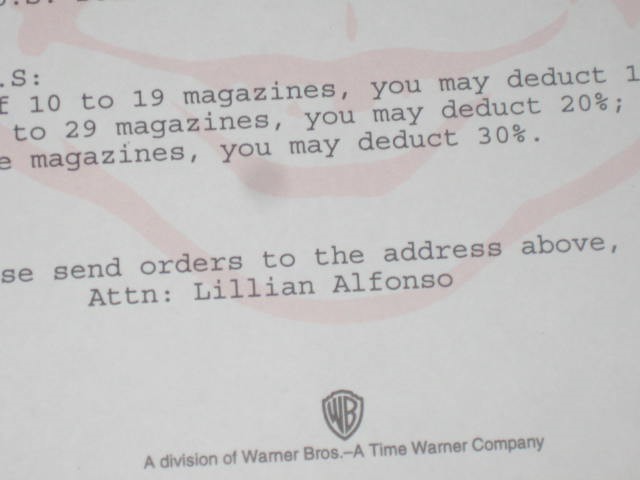 .S:
f 10 to 19 magazines, you may deduct 1
to 29 magazines, you may deduct 20%;
e magazines, you may deduct 30%.
se send orders to the address above,
Attn: Lillian Alfonso
WB
A division of Warner Bros.–A Time Warner Company